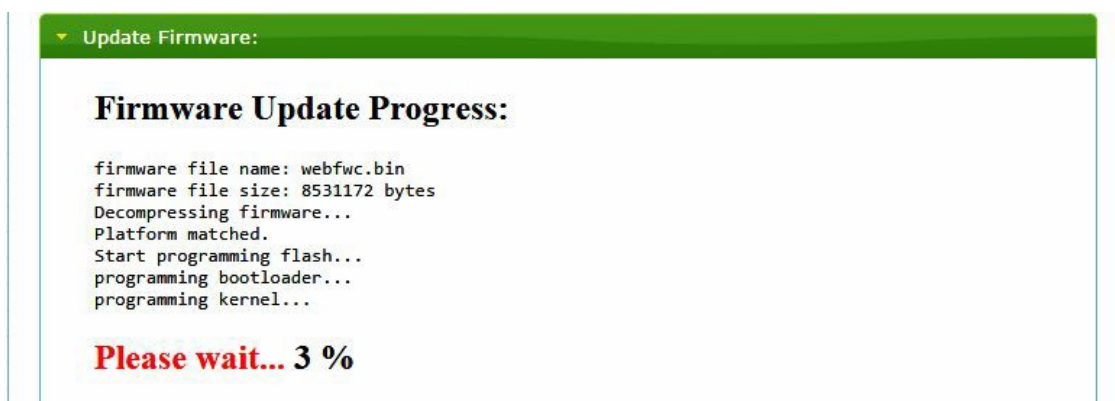 Update Firmware:
Firmware Update Progress:
firmware file name: webfwc.bin
firmware file size: 8531172 bytes
Decompressing firmware...
Platform matched.
Start programming flash...
programming bootloader...
programming kernel...
Please wait... 3 %